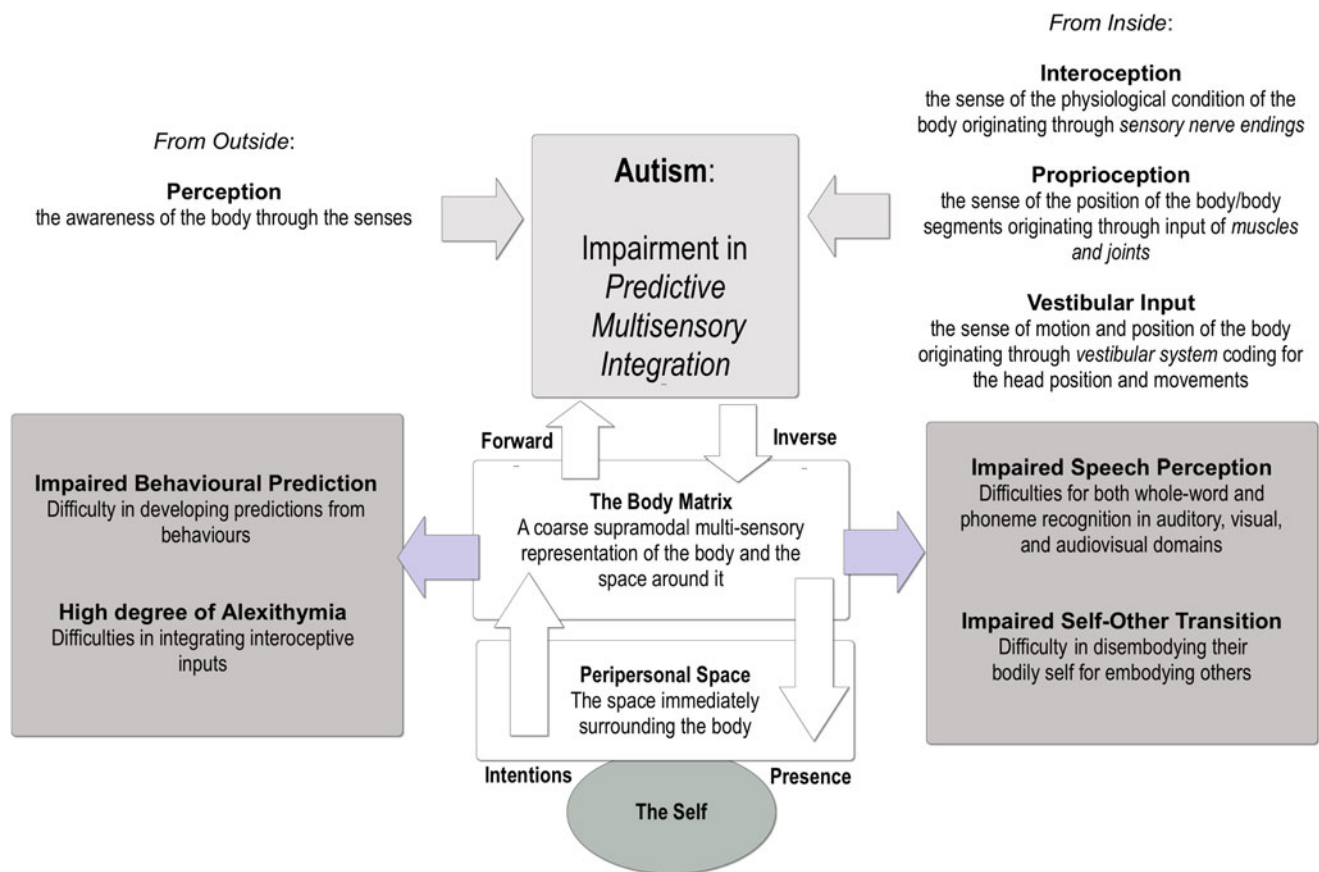 From Outside:
Perception
the awareness of the body through the senses
Autism:
Impairment in
Predictive
Multisensory
Integration
From Inside:
Interoception
the sense of the physiological condition of the
body originating through sensory nerve endings
Proprioception
the sense of the position of the body/body
segments originating through input of muscles
and joints
Vestibular Input
the sense of motion and position of the body
originating through vestibular system coding for
the head position and movements
Forward
Inverse
Impaired Behavioural Prediction
Difficulty in developing predictions from
behaviours
High degree of Alexithymia
Difficulties in integrating interoceptive
inputs
The Body Matrix
A coarse supramodal multi-sensory
representation of the body and the
space around it
Peripersonal Space
The space immediately
surrounding the body
Intentions
Presence
The Self
Impaired Speech Perception
Difficulties for both whole-word and
phoneme recognition in auditory, visual,
and audiovisual domains
Impaired Self-Other Transition
Difficulty in disembodying their
bodily self for embodying others